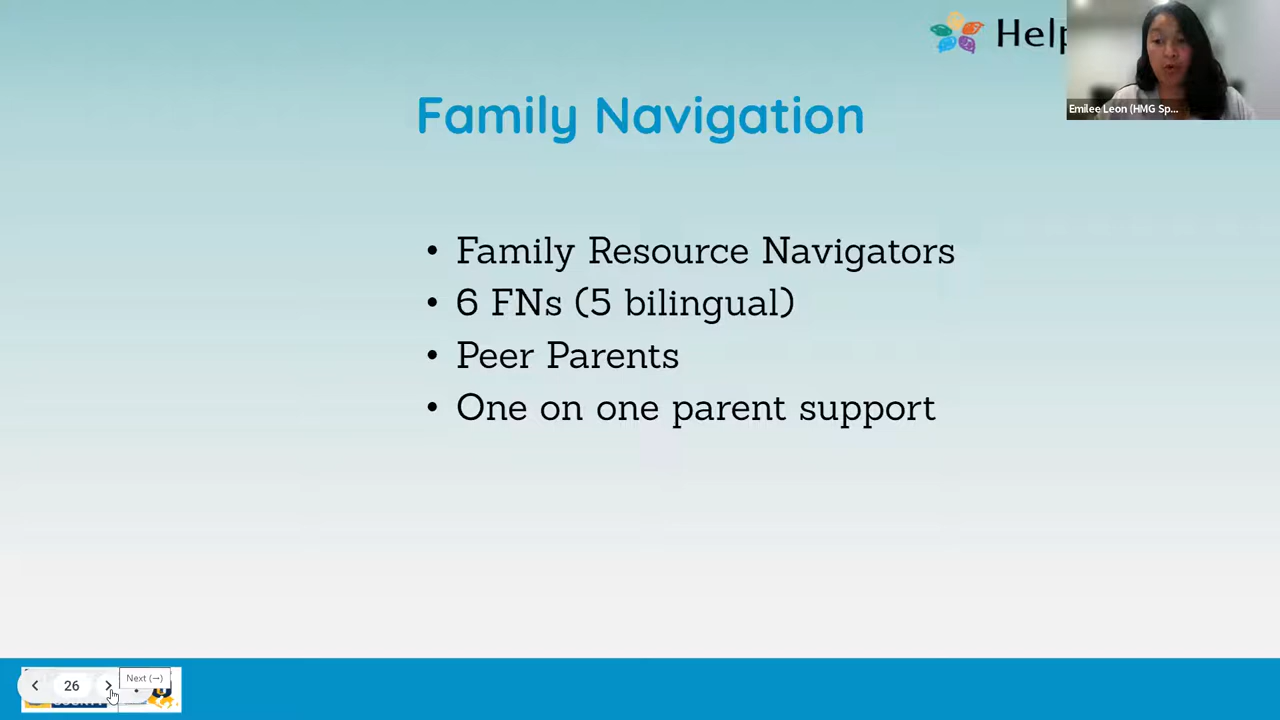 Help
Emilee Leon (HMG Sp...
Family Navigation
• Family Resource Navigators
• 6 FNs (5 bilingual)
• Peer Parents
• One on one parent support
26
Next (→)